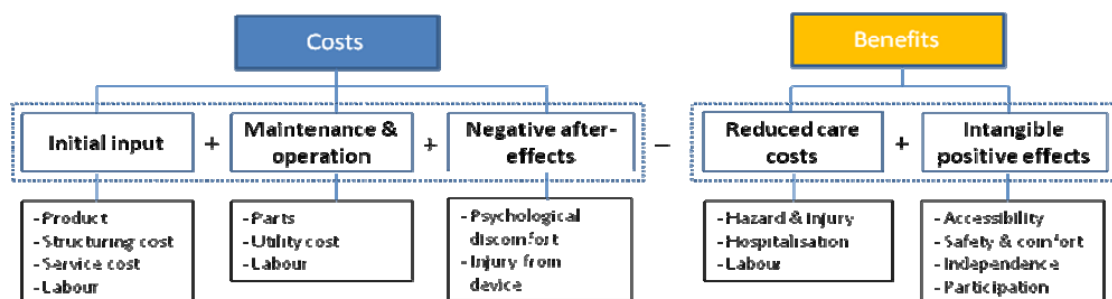 Costs
Benefits
Initial input
+
Maintenance &
operation
+
Negative after-
effects
–
Reduced care
costs
+
Intangible
positive effects
- Product
- Structuring cost
- Service cost
- Labour
- Parts
- Utility cost
- Labour
- Psychological
discomfort
- Injury from
device
- Hazard & injury
- Hospitalisation
- Labour
- Accessibility
- Safety & comfort
- Independence
- Participation